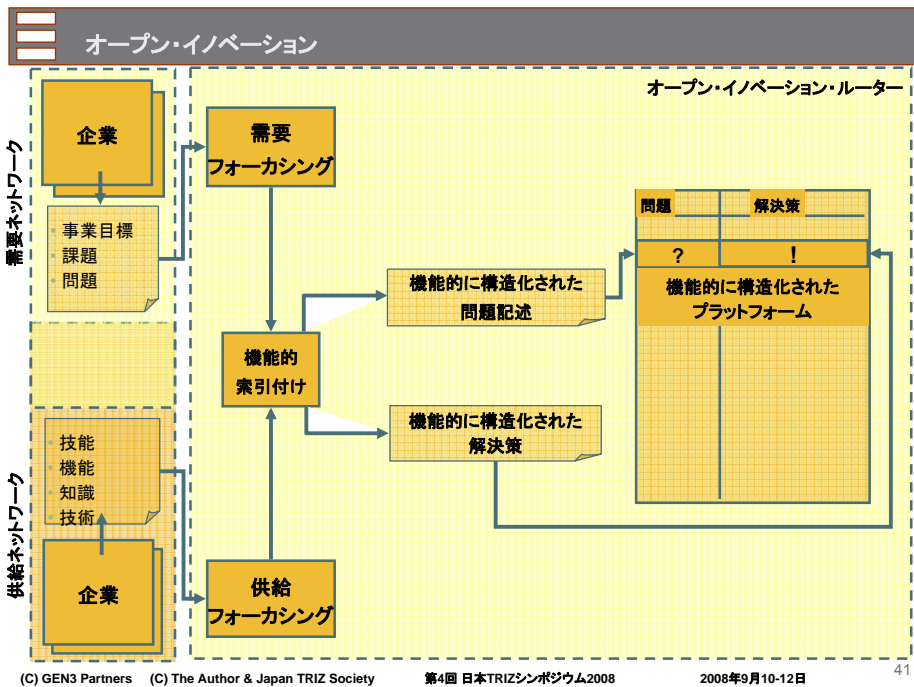 オープン・イノベーション
オープン・イノベーション・ルーター
需要ネットワーク
企業
・事業目標
・課題
・問題
需要
フォーカシング
機能的
索引付け
機能的に構造化された
問題記述
機能的に構造化された
解決策
問題 解決策
? !
機能的に構造化された
プラットフォーム
供給ネットワーク
・技能
・機能
・知識
・技術
企業
供給
フォーカシング
(C) GEN3 Partners (C) The Author & Japan TRIZ Society 第4回 日本TRIZシンポジウム2008 2008年9月10-12日 41